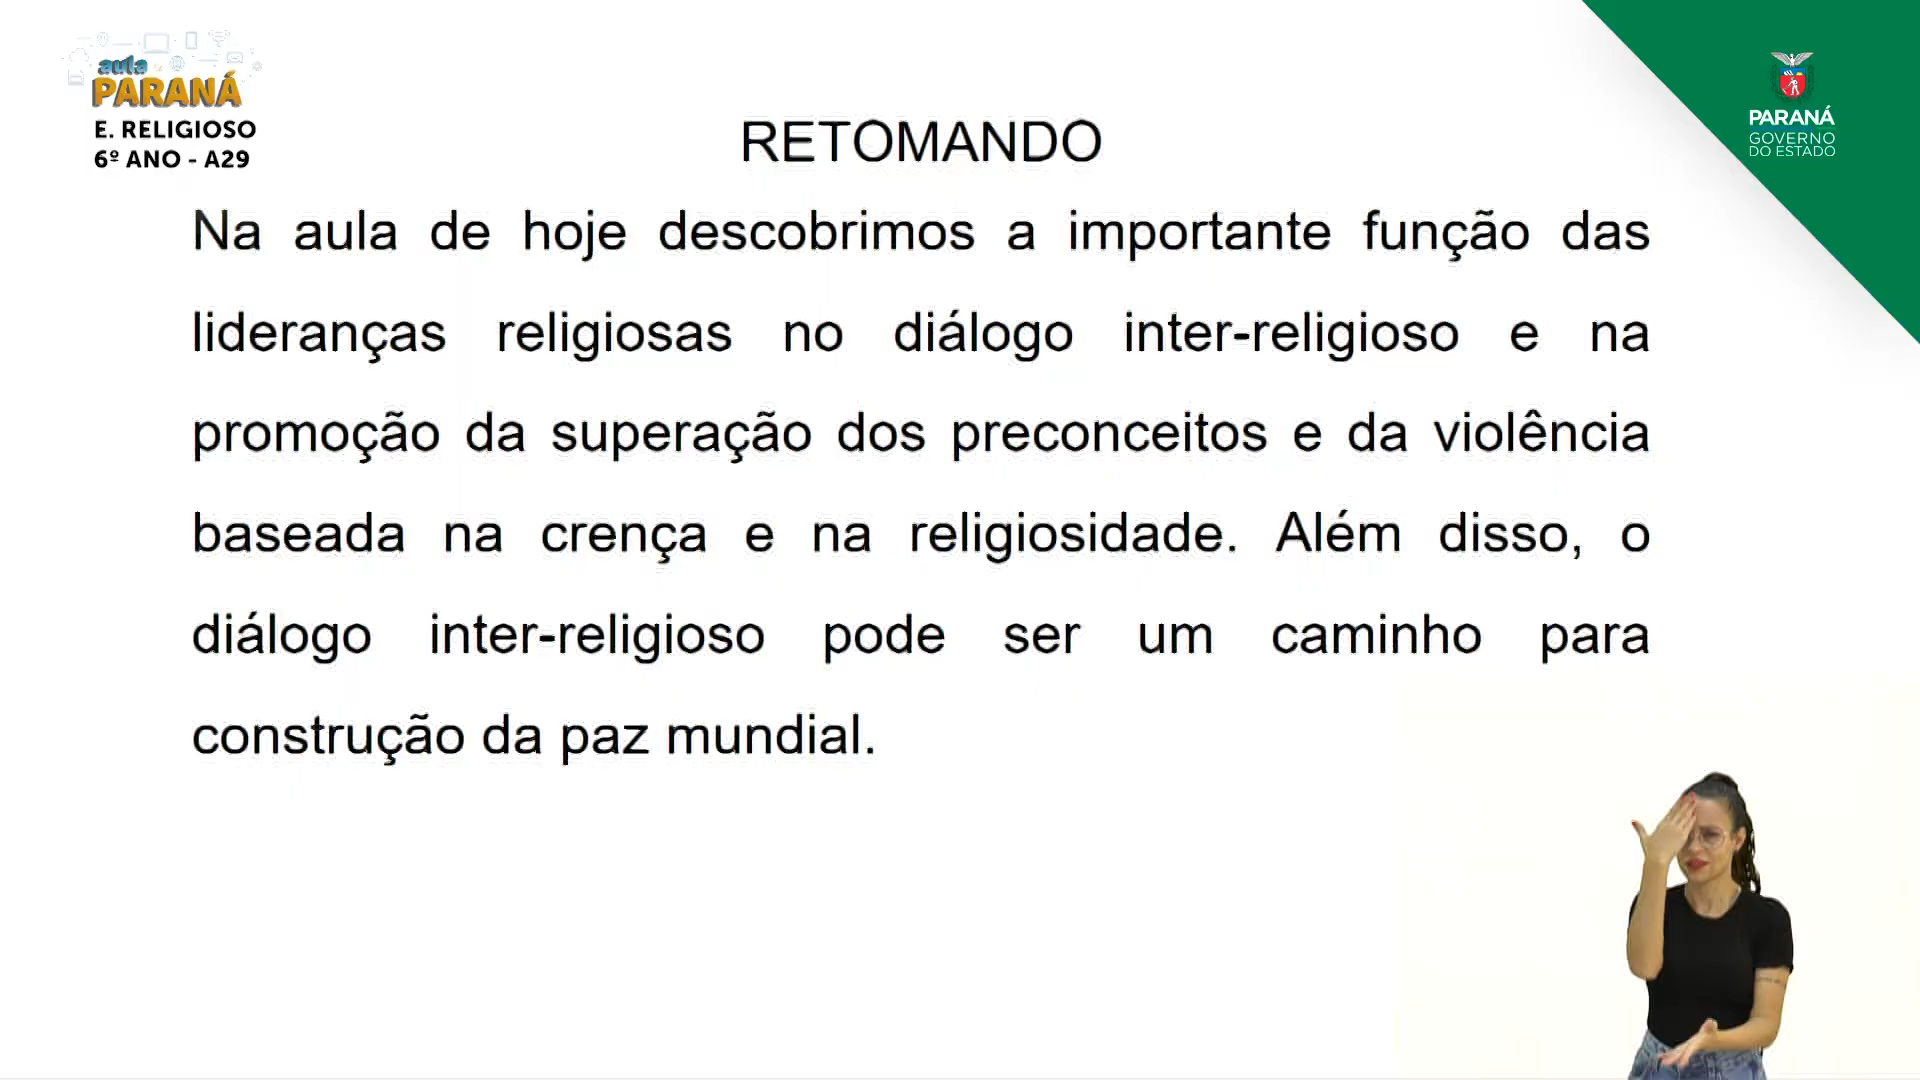 aula
PARANÁ
E. RELIGIOSO
6º ANO - A29
PARANÁ
GOVERNO
DO ESTADO
RETOMANDO
Na aula de hoje descobrimos a importante função das
lideranças religiosas no diálogo inter-religioso e na
promoção da superação dos preconceitos e da violência
baseada na crença e na religiosidade. Além disso, o
diálogo inter-religioso pode ser um caminho para
construção da paz mundial.